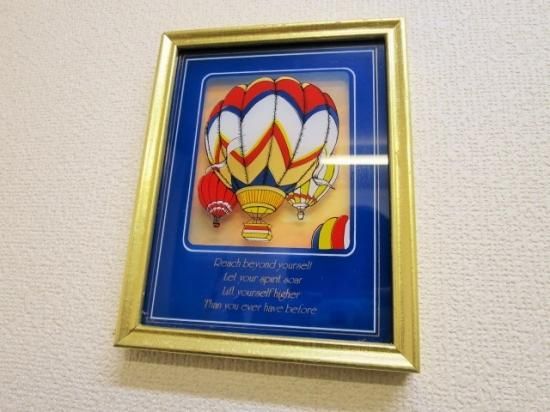 Reach beyond yourself
Let your spirit soar
Lift yourself higher
Than you ever have before